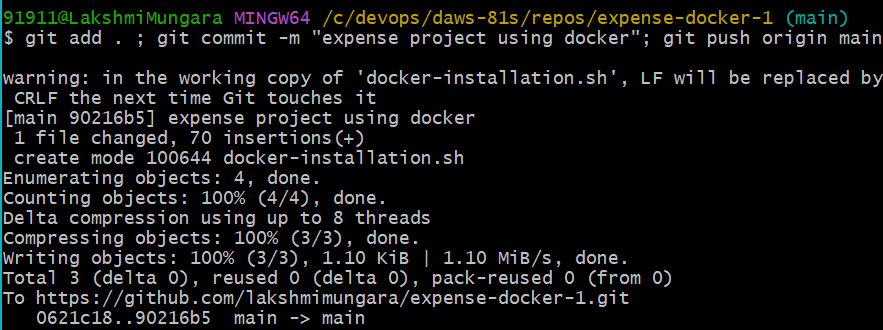 91911@LakshmiMungara MINGW64 /c/devops/daws-81s/repos/expense-docker-1 (main)
$ git add . ; git commit -m "expense project using docker"; git push origin main
warning: in the working copy of 'docker-installation.sh', LF will be replaced by
 CRLF the next time Git touches it
[main 90216b5] expense project using docker
 1 file changed, 70 insertions(+)
 create mode 100644 docker-installation.sh
Enumerating objects: 4, done.
Counting objects: 100% (4/4), done.
Delta compression using up to 8 threads
Compressing objects: 100% (3/3), done.
Writing objects: 100% (3/3), 1.10 KiB | 1.10 MiB/s, done.
Total 3 (delta 0), reused 0 (delta 0), pack-reused 0 (from 0)
To https://github.com/lakshmimungara/expense-docker-1.git
   0621c18..90216b5  main -> main